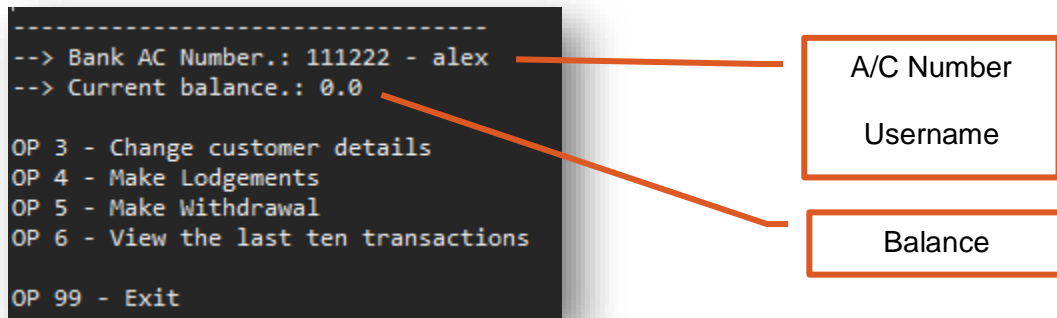 -----------------------------------
--> Bank AC Number.: 111222 - alex
--> Current balance.: 0.0
OP 3 - Change customer details
OP 4 - Make Lodgements
OP 5 - Make Withdrawal
OP 6 - View the last ten transactions
OP 99 - Exit
A/C Number
Username
Balance